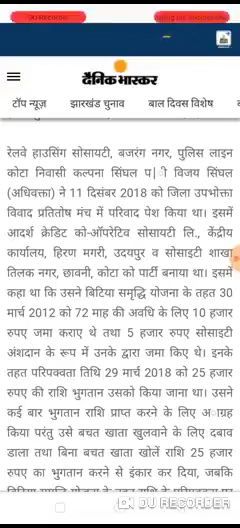 दैनिक भास्कर
टॉप न्यूज़ झारखंड चुनाव बाल दिवस विशेष
रेलवे हाउसिंग सोसायटी, बजरंग नगर, पुलिस लाइन
कोटा निवासी कल्पना सिंघल प|ी विजय सिंघल
(अधिवक्ता) ने 11 दिसंबर 2018 को जिला उपभोक्ता
विवाद प्रतितोष मंच में परिवाद पेश किया था। इसमें
आदर्श क्रेडिट को-ऑपरेटिव सोसायटी लि., केंद्रीय
कार्यालय, हिरण मगरी, उदयपुर व सोसाइटी शाखा
तिलक नगर, छावनी, कोटा को पार्टी बनाया था। इसमें
कहा था कि उसने बिटिया समृद्धि योजना के तहत 30
मार्च 2012 को 72 माह की अवधि के लिए 10 हजार
रुपए जमा कराए थे तथा 5 हजार रुपए सोसाइटी
अंशदान के रूप में उनके द्वारा जमा किए थे। इनके
तहत परिपक्वता तिथि 29 मार्च 2018 को 25 हजार
रुपए की राशि भुगतान उसको किया जाना था। उसने
कई बार भुगतान राशि प्राप्त करने के लिए अाग्रह
किया परंतु उसे बचत खाता खुलवाने के लिए दबाव
डाला तथा बिना बचत खाता खोलें राशि 25 हजार
रुपए का भुगतान करने से इंकार कर दिया, जबकि
DU RECORDER